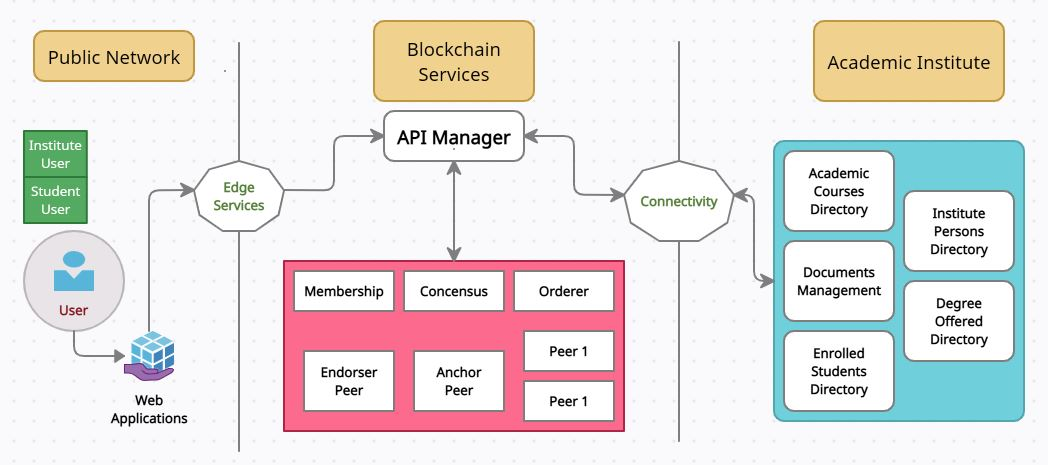 Public Network
Blockchain
Services
Academic Institute
Institute
User
Student
User
User
Web
Applications
Edge
Services
API Manager
Connectivity
Membership
Concensus
Orderer
Endorser
Peer
Anchor
Peer
Peer 1
Peer 1
Academic
Courses
Directory
Documents
Management
Enrolled
Students
Directory
Institute
Persons
Directory
Degree
Offered
Directory